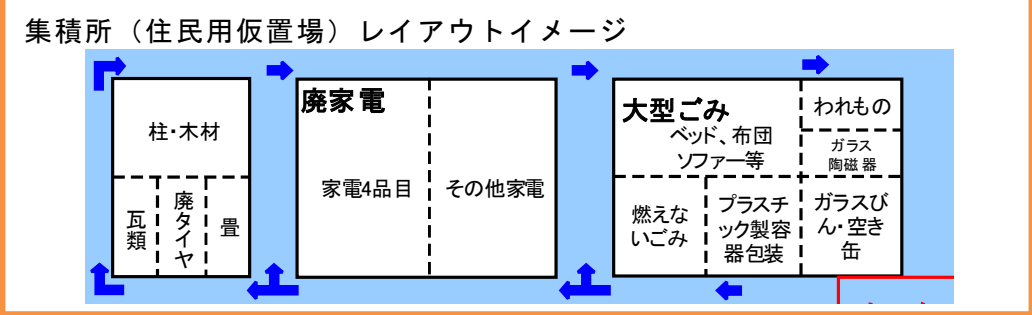 集積所（住民用仮置場）レイアウトイメージ
柱・木材
瓦類
廃タイヤ
畳
廃家電
家電4品目
その他家電
大型ごみ
ベッド、布団
ソファー等
われもの
ガラス
陶磁器
燃えな
いごみ
プラスチ
ック製容
器包装
ガラスび
ん・空き
缶